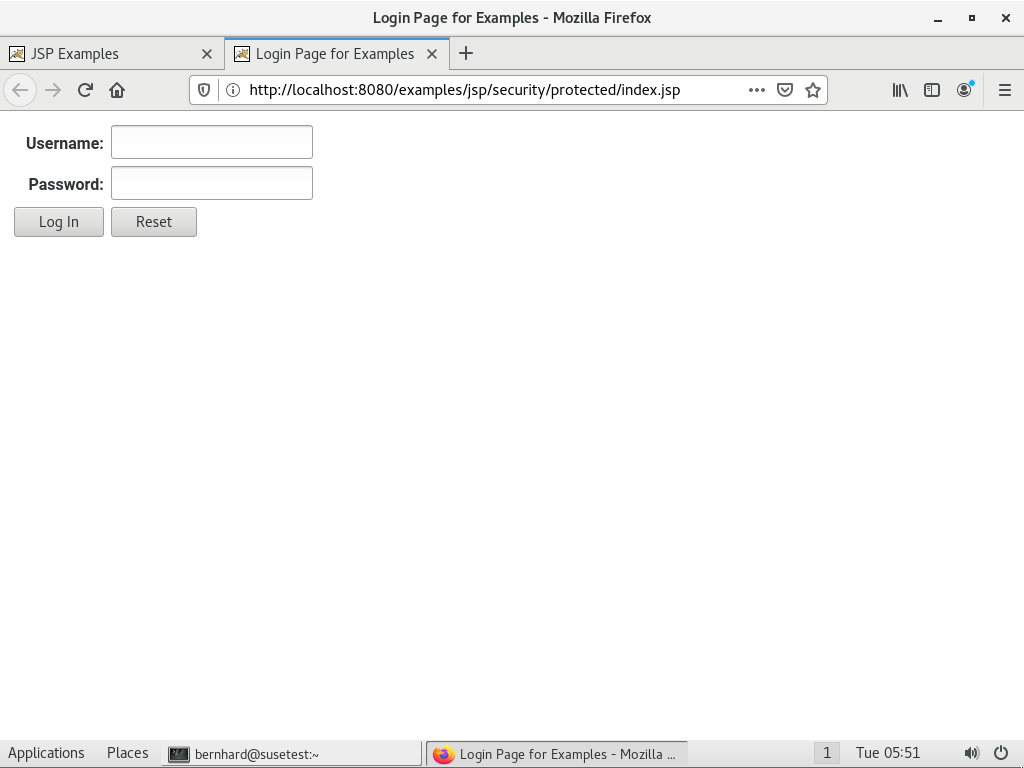 Login Page for Examples - Mozilla Firefox
JSP Examples
Login Page for Examples
http://localhost:8080/examples/jsp/security/protected/index.jsp
Username:
Password:
Log In Reset
Applications Places bernhard@susetest:~ Login Page for Examples - Mozilla ... 1 Tue 05:51